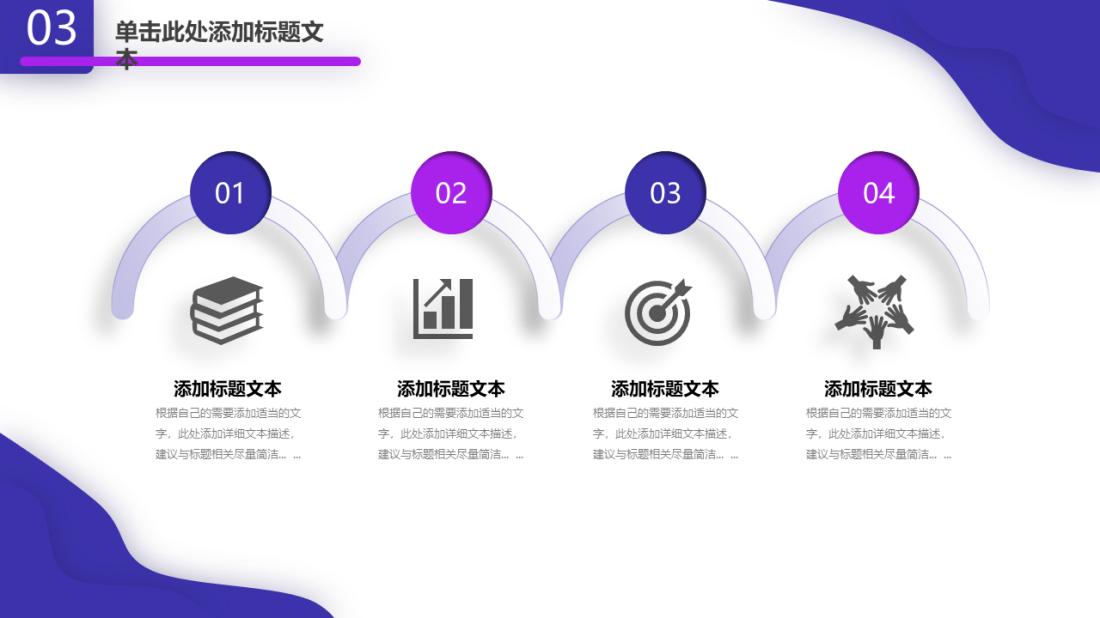 03
单击此处添加标题文
本
01
02
03
04
添加标题文本
根据自己的需要添加适当的文
字，此处添加详细文本描述，
建议与标题相关尽量简洁... ...
添加标题文本
根据自己的需要添加适当的文
字，此处添加详细文本描述，
建议与标题相关尽量简洁... ...
添加标题文本
根据自己的需要添加适当的文
字，此处添加详细文本描述，
建议与标题相关尽量简洁... ...
添加标题文本
根据自己的需要添加适当的文
字，此处添加详细文本描述，
建议与标题相关尽量简洁... ...